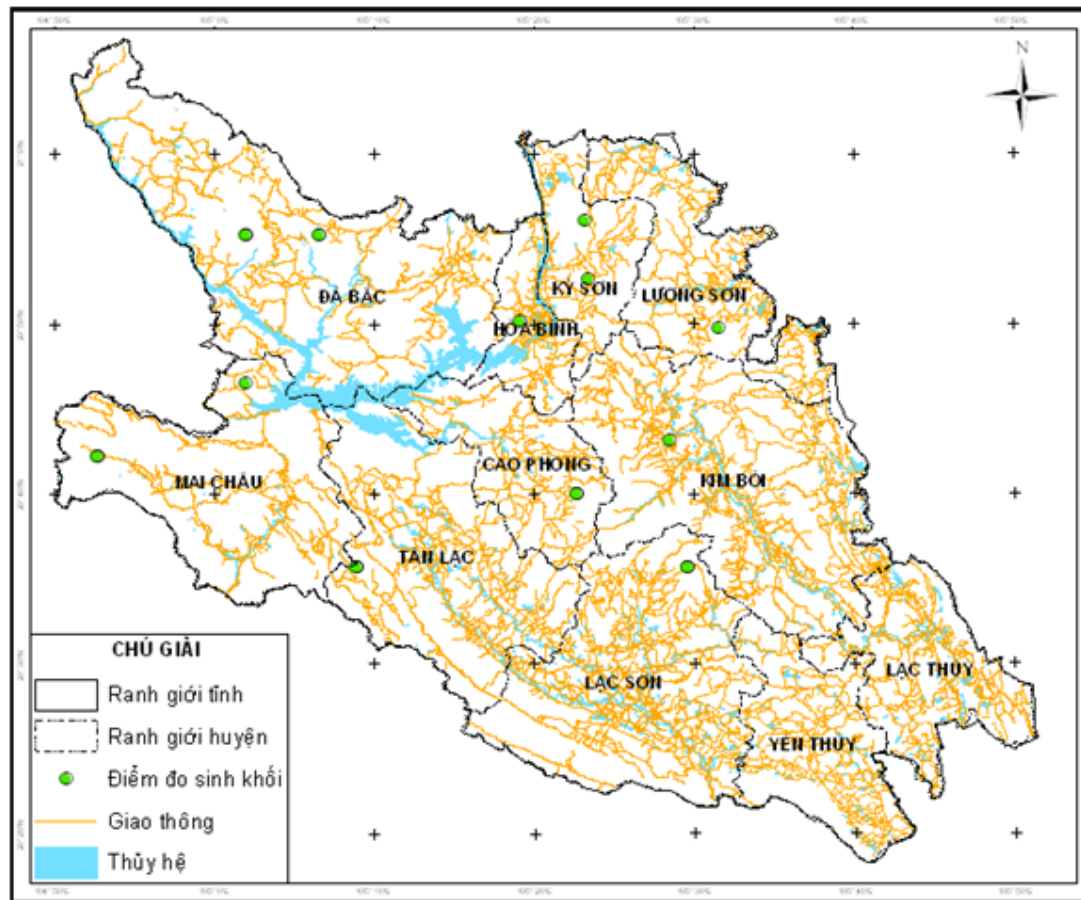 N
ĐÀ BẮC
KỲ SƠN
LƯƠNG SƠN
HOÀ BÌNH
MAI CHÂU
CAO PHONG
KIM BÔI
TÂN LẠC
LẠC SƠN
LẠC THỦY
YÊN THỦY
CHÚ GIẢI
Ranh giới tỉnh
Ranh giới huyện
Điểm đo sinh khối
Giao thông
Thủy hệ